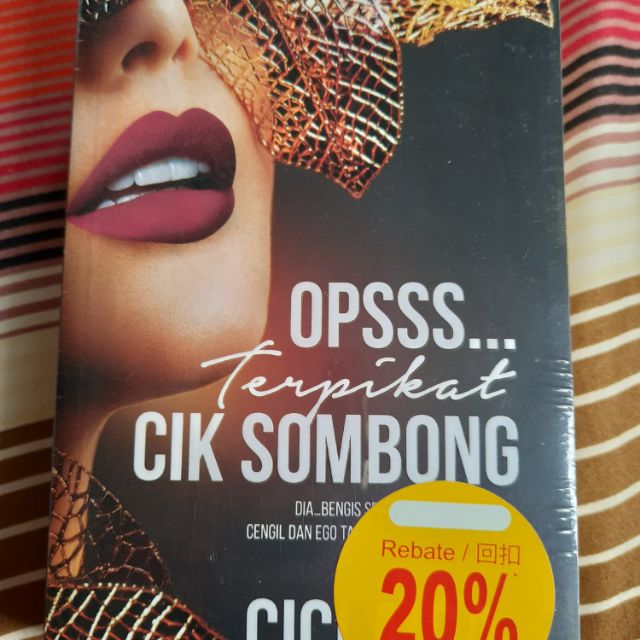 OPSSS...
Terpikat
CIK SOMBONG
DIA...BENGIS
CENGIL DAN EGO
Rebate / 回扣
20%